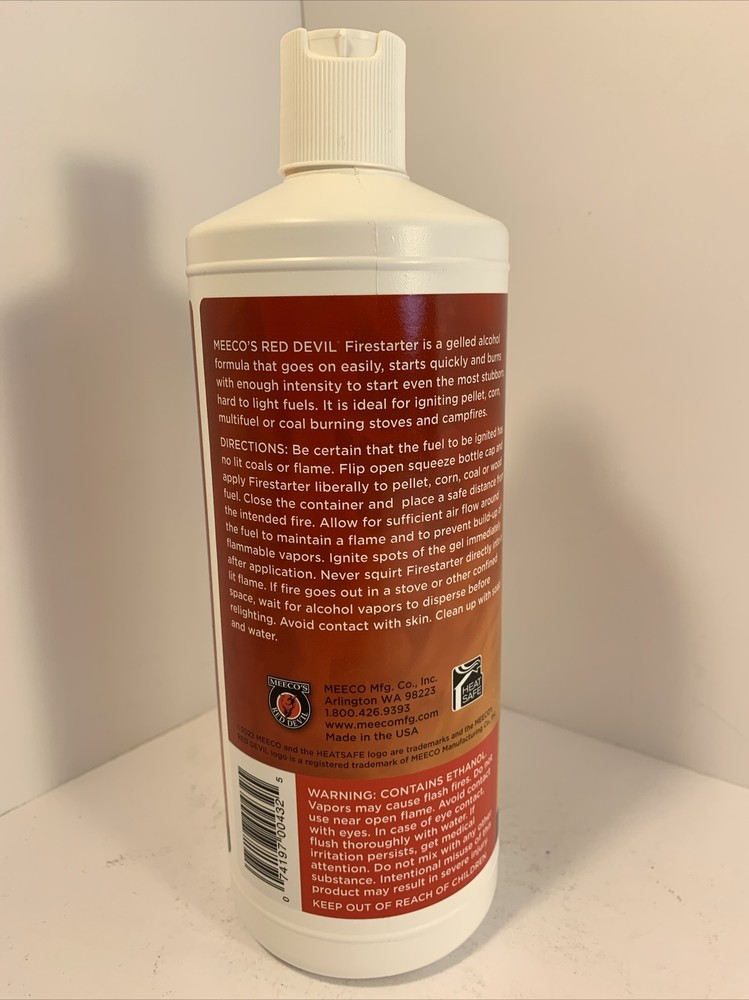 MEECO'S RED DEVIL® Firestarter is a gelled alcohol
formula that goes on easily, starts quickly and burns
with enough intensity to start even the most stubborn,
hard to light fuels. It is ideal for igniting pellet, corn,
multifuel or coal burning stoves and campfires.
DIRECTIONS: Be certain that the fuel to be ignited has
no lit coals or flame. Flip open squeeze bottle cap and
apply Firestarter liberally to pellet, corn, coal or wood
fuel. Close the container and place a safe distance from
the intended fire. Allow for sufficient air flow around
the fuel to maintain a flame and to prevent build-up of
flammable vapors. Ignite spots of the gel immediately
after application. Never squirt Firestarter directly into
lit flame. If fire goes out in a stove or other confined
space, wait for alcohol vapors to disperse before
relighting. Avoid contact with skin. Clean up with soap
and water.
MEECO'S
RED DEVIL
MEECO Mfg. Co., Inc.
Arlington WA 98223
1.800.426.9393
www.meecomfg.com
Made in the USA
HEAT
SAFE
©2022 MEECO and the HEATSAFE logo are trademarks and the MEECO'S
RED DEVIL logo is a registered trademark of MEECO Manufacturing Co., Inc.
0 74197 00432 5
WARNING: CONTAINS ETHANOL.
Vapors may cause flash fires. Do not
use near open flame. Avoid contact
with eyes. In case of eye contact,
flush thoroughly with water. If
irritation persists, get medical
attention. Do not mix with any other
substance. Intentional misuse of this
product may result in severe injury.
KEEP OUT OF REACH OF CHILDREN